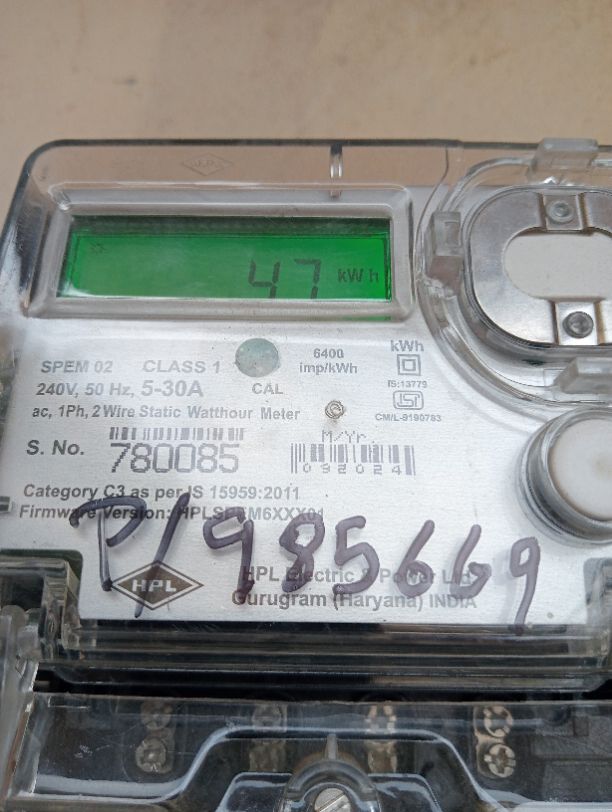 47 kWh
SPEM 02 CLASS 1
240V, 50 Hz, 5-30A CAL
6400
imp/kWh
kWh
IS:13779
ISI
CM/L-9190783
ac, 1Ph, 2 Wire Static Watthour Meter
S. No. 780085
M/Yr.
092024
Category C3 as per IS 15959:2011
Firmware Version: HPLSPEM6XXX01
P/985669
HPL
HPL Electric & Power Ltd
Gurugram (Haryana) INDIA